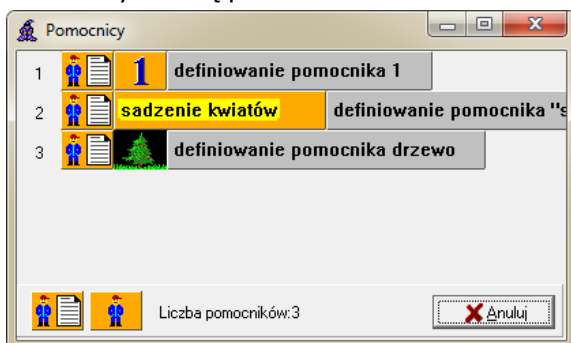 Pomocnicy
1 1 definiowanie pomocnika 1
2 sadzenie kwiatów definiowanie pomocnika "s
3 definiowanie pomocnika drzewo
Liczba pomocników:3 Anuluj